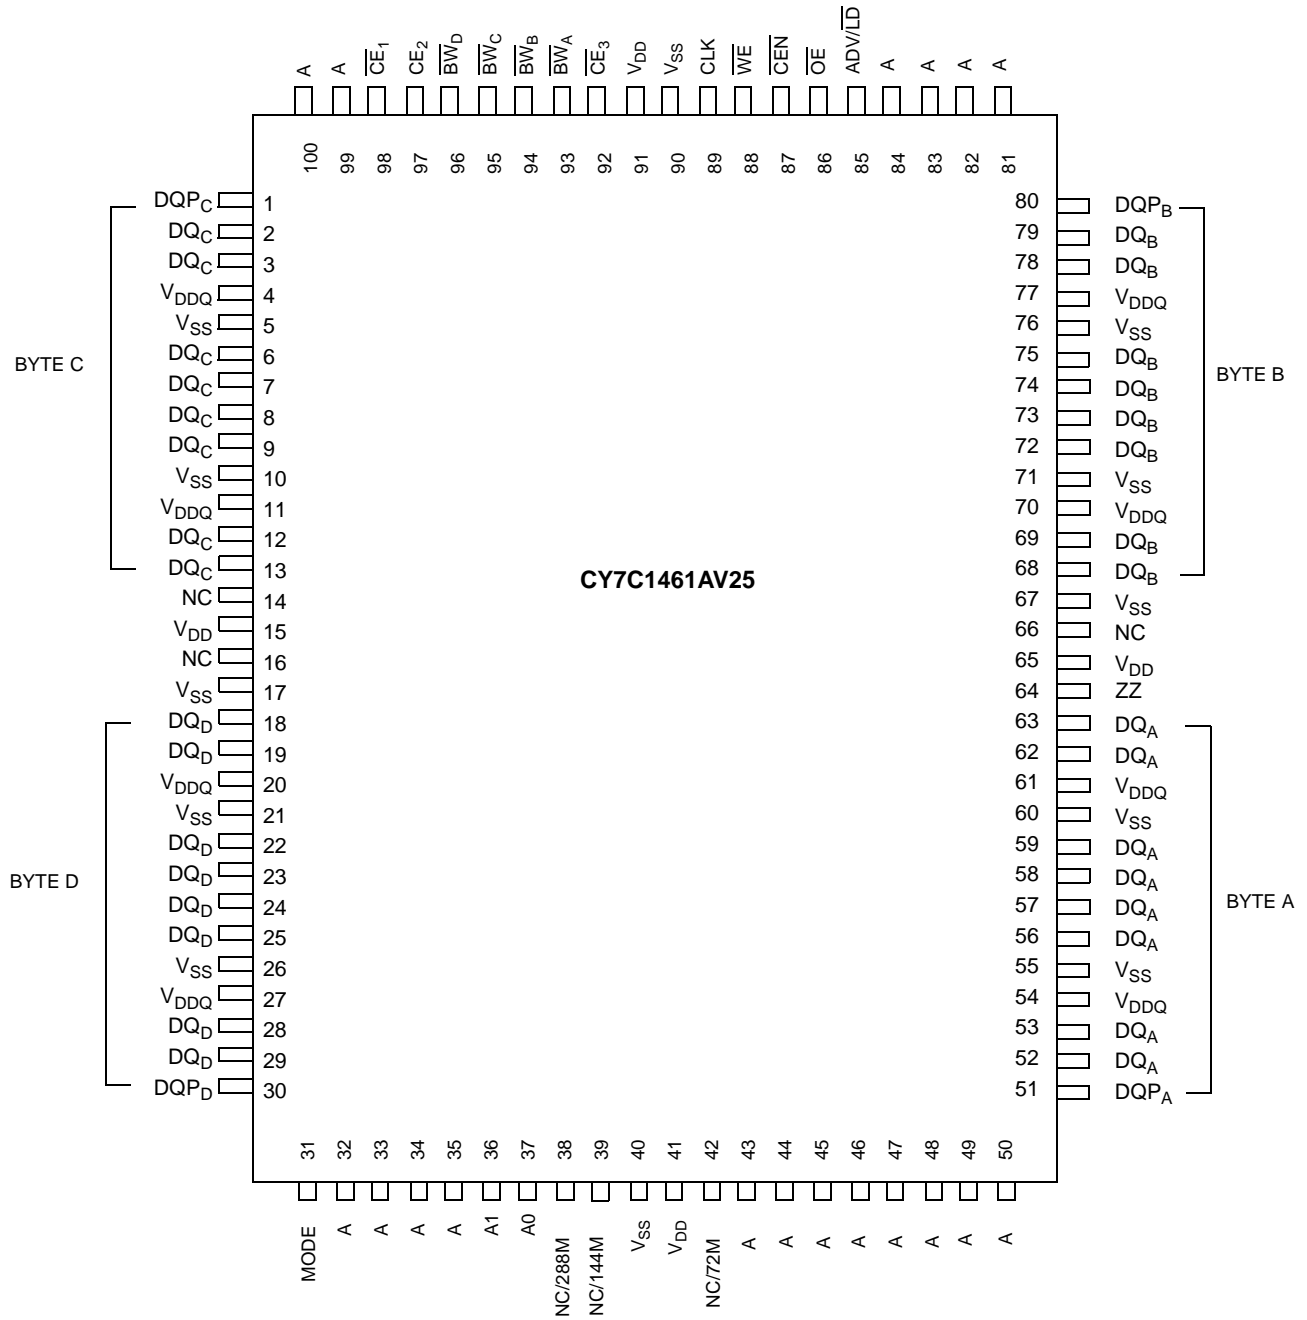 A A CE1 CE2 BWD BWC BWB BWA CE3 VDD VSS CLK WE CEN OE ADV/LD A A A A
100 99 98 97 96 95 94 93 92 91 90 89 88 87 86 85 84 83 82 81
DQPC 1 80 DQPB
DQC 2 79 DQB
DQC 3 78 DQB
VDDQ 4 77 VDDQ
VSS 5 76 VSS
DQC 6 75 DQB
BYTE C BYTE B
DQC 7 74 DQB
DQC 8 73 DQB
DQC 9 72 DQB
VSS 10 71 VSS
VDDQ 11 70 VDDQ
DQC 12 69 DQB
DQC 13 68 DQB
CY7C1461AV25
NC 14 67 VSS
VDD 15 66 NC
NC 16 65 VDD
VSS 17 64 ZZ
DQD 18 63 DQA
DQD 19 62 DQA
VDDQ 20 61 VDDQ
VSS 21 60 VSS
DQD 22 59 DQA
DQD 23 58 DQA
BYTE D BYTE A
DQD 24 57 DQA
DQD 25 56 DQA
VSS 26 55 VSS
VDDQ 27 54 VDDQ
DQD 28 53 DQA
DQD 29 52 DQA
DQPD 30 51 DQPA
31 32 33 34 35 36 37 38 39 40 41 42 43 44 45 46 47 48 49 50
MODE A A A A A1 A0 NC/288M NC/144M VSS VDD NC/72M A A A A A A A A